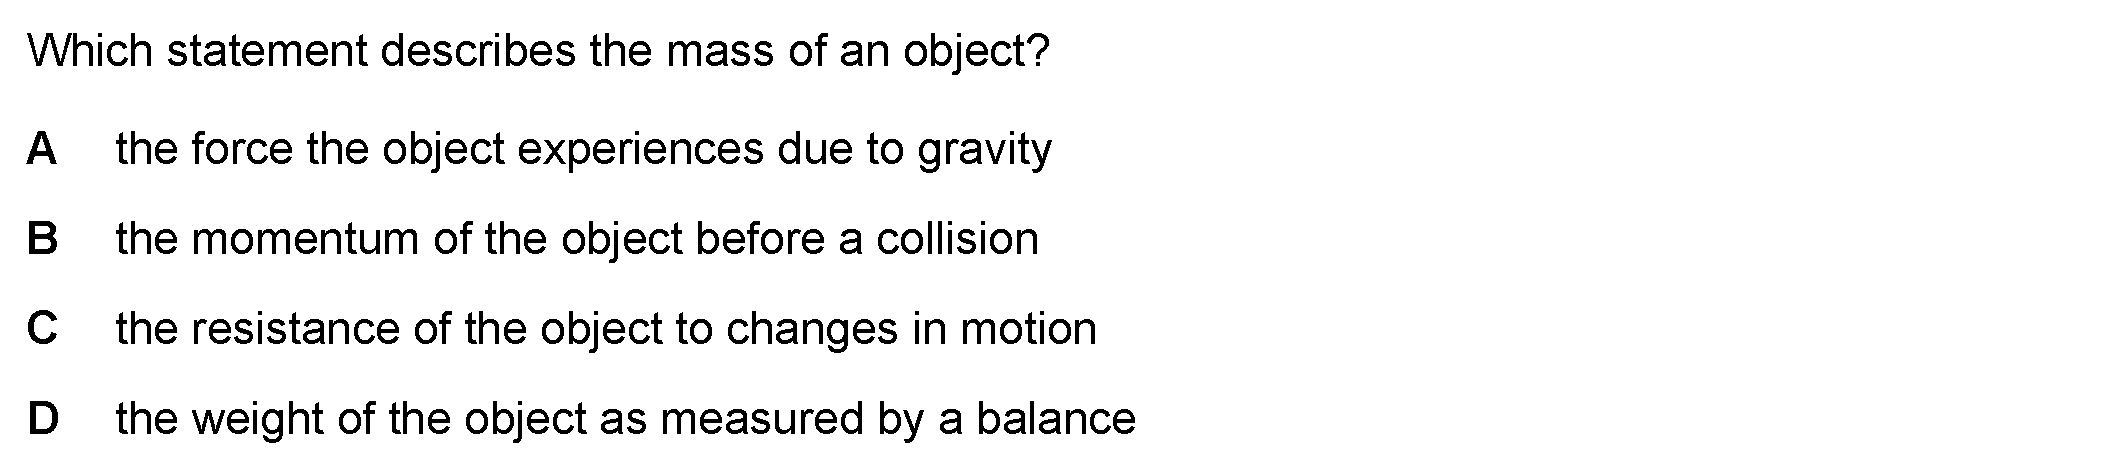 Which statement describes the mass of an object?
A the force the object experiences due to gravity
B the momentum of the object before a collision
C the resistance of the object to changes in motion
D the weight of the object as measured by a balance